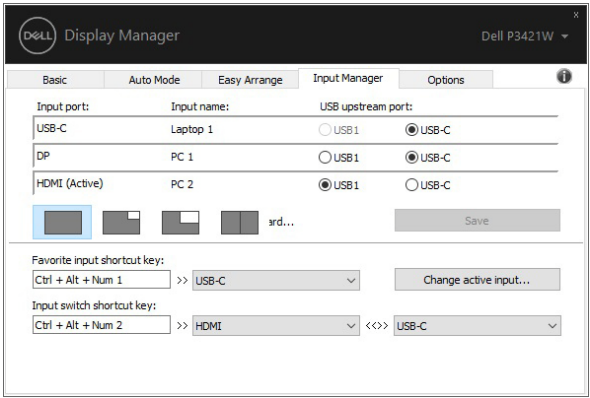 x
DELL Display Manager Dell P3421W
Basic Auto Mode Easy Arrange Input Manager Options i
Input port: Input name: USB upstream port:
USB-C Laptop 1 USB1 USB-C
DP PC 1 USB1 USB-C
HDMI (Active) PC 2 USB1 USB-C
ard... Save
Favorite input shortcut key:
Ctrl + Alt + Num 1 >> USB-C Change active input...
Input switch shortcut key:
Ctrl + Alt + Num 2 >> HDMI <<>> USB-C